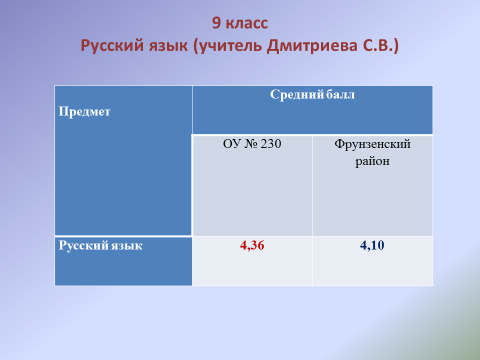 9 класс
Русский язык (учитель Дмитриева С.В.)
Предмет
Средний балл
ОУ № 230
Фрунзенский
район
Русский язык
4,36
4,10